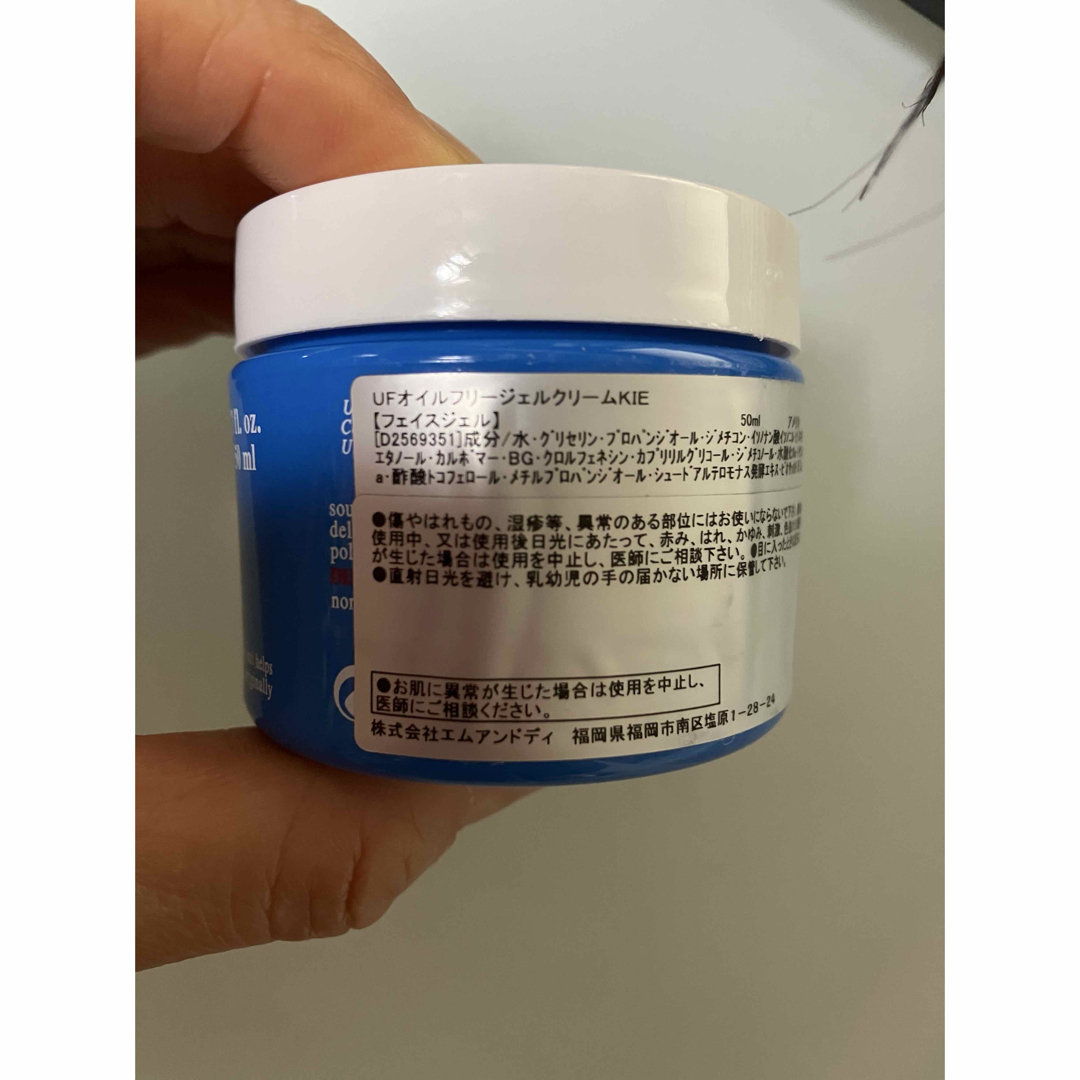 fl. oz.
ml
UFオイルフリージェルクリームKIE
【フェイスジェル】 50ml
[D2569351]成分/水・グリセリン・プロパンジオール・ジメチコン・イソノナン酸
エタノール・カルボマー・BG・クロルフェネシン・カプリリルグリコール・ジメチコノール・水酸化
a・酢酸トコフェロール・メチルプロパンジオール・シュードアルテロモナス発酵エキス・
●傷やはれもの、湿疹等、異常のある部位にはお使いにならないで下さい。
使用中、又は使用後日光にあたって、赤み、はれ、かゆみ、刺激、
が生じた場合は使用を中止し、医師にご相談下さい。●目に入った
●直射日光を避け、乳幼児の手の届かない場所に保管して下さい。
helps
●お肌に異常が生じた場合は使用を中止し、
医師にご相談ください。
株式会社エムアンドディ 福岡県福岡市南区塩原1-28-24